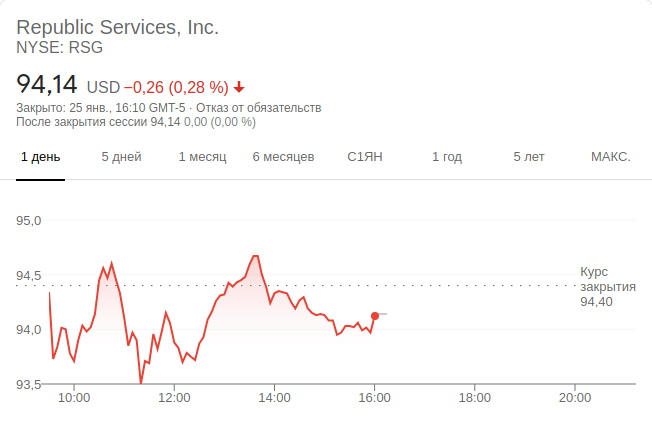 Republic Services, Inc.
NYSE: RSG
94,14 USD −0,26 (0,28 %)
Закрыто: 25 янв., 16:10 GMT-5 · Отказ от обязательств
После закрытия сессии 94,14 0,00 (0,00 %)
1 день 5 дней 1 месяц 6 месяцев С1ЯН 1 год 5 лет МАКС.
95,0
94,5
94,0
93,5
Курс
закрытия
94,40
10:00 12:00 14:00 16:00 18:00 20:00